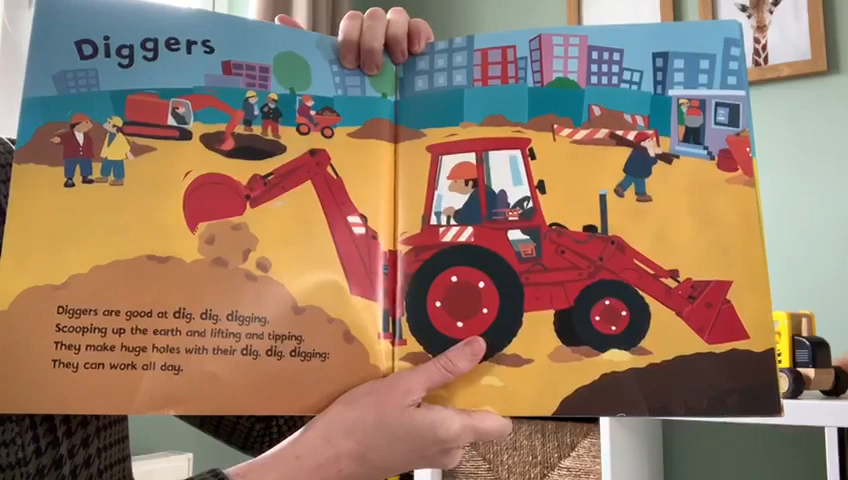 Diggers
Diggers are good at dig, dig, digging,
Scooping up the earth and lifting and tipping.
They make huge holes with their dig, dig, digging:
They can work all day.